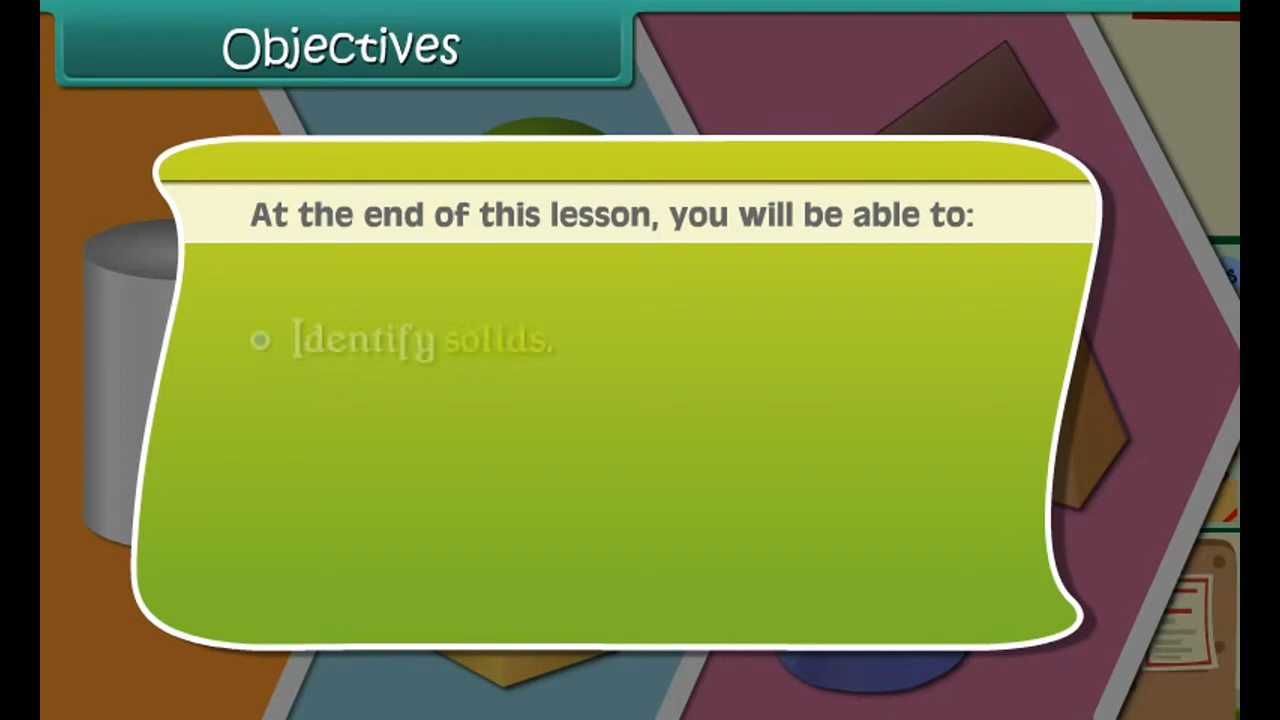 Objectives
At the end of this lesson, you will be able to:
Identify solids.